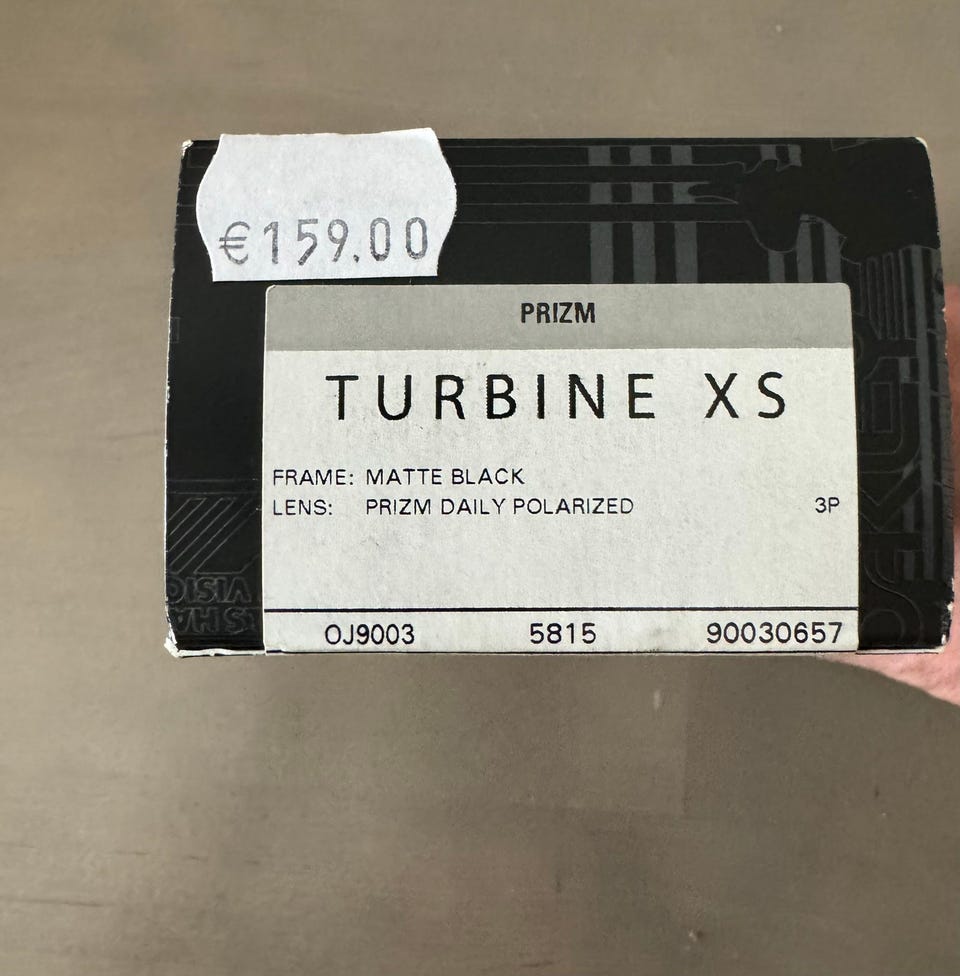 €159.00
PRIZM
TURBINE XS
FRAME: MATTE BLACK
LENS: PRIZM DAILY POLARIZED 3P
OJ9003 5815 90030657